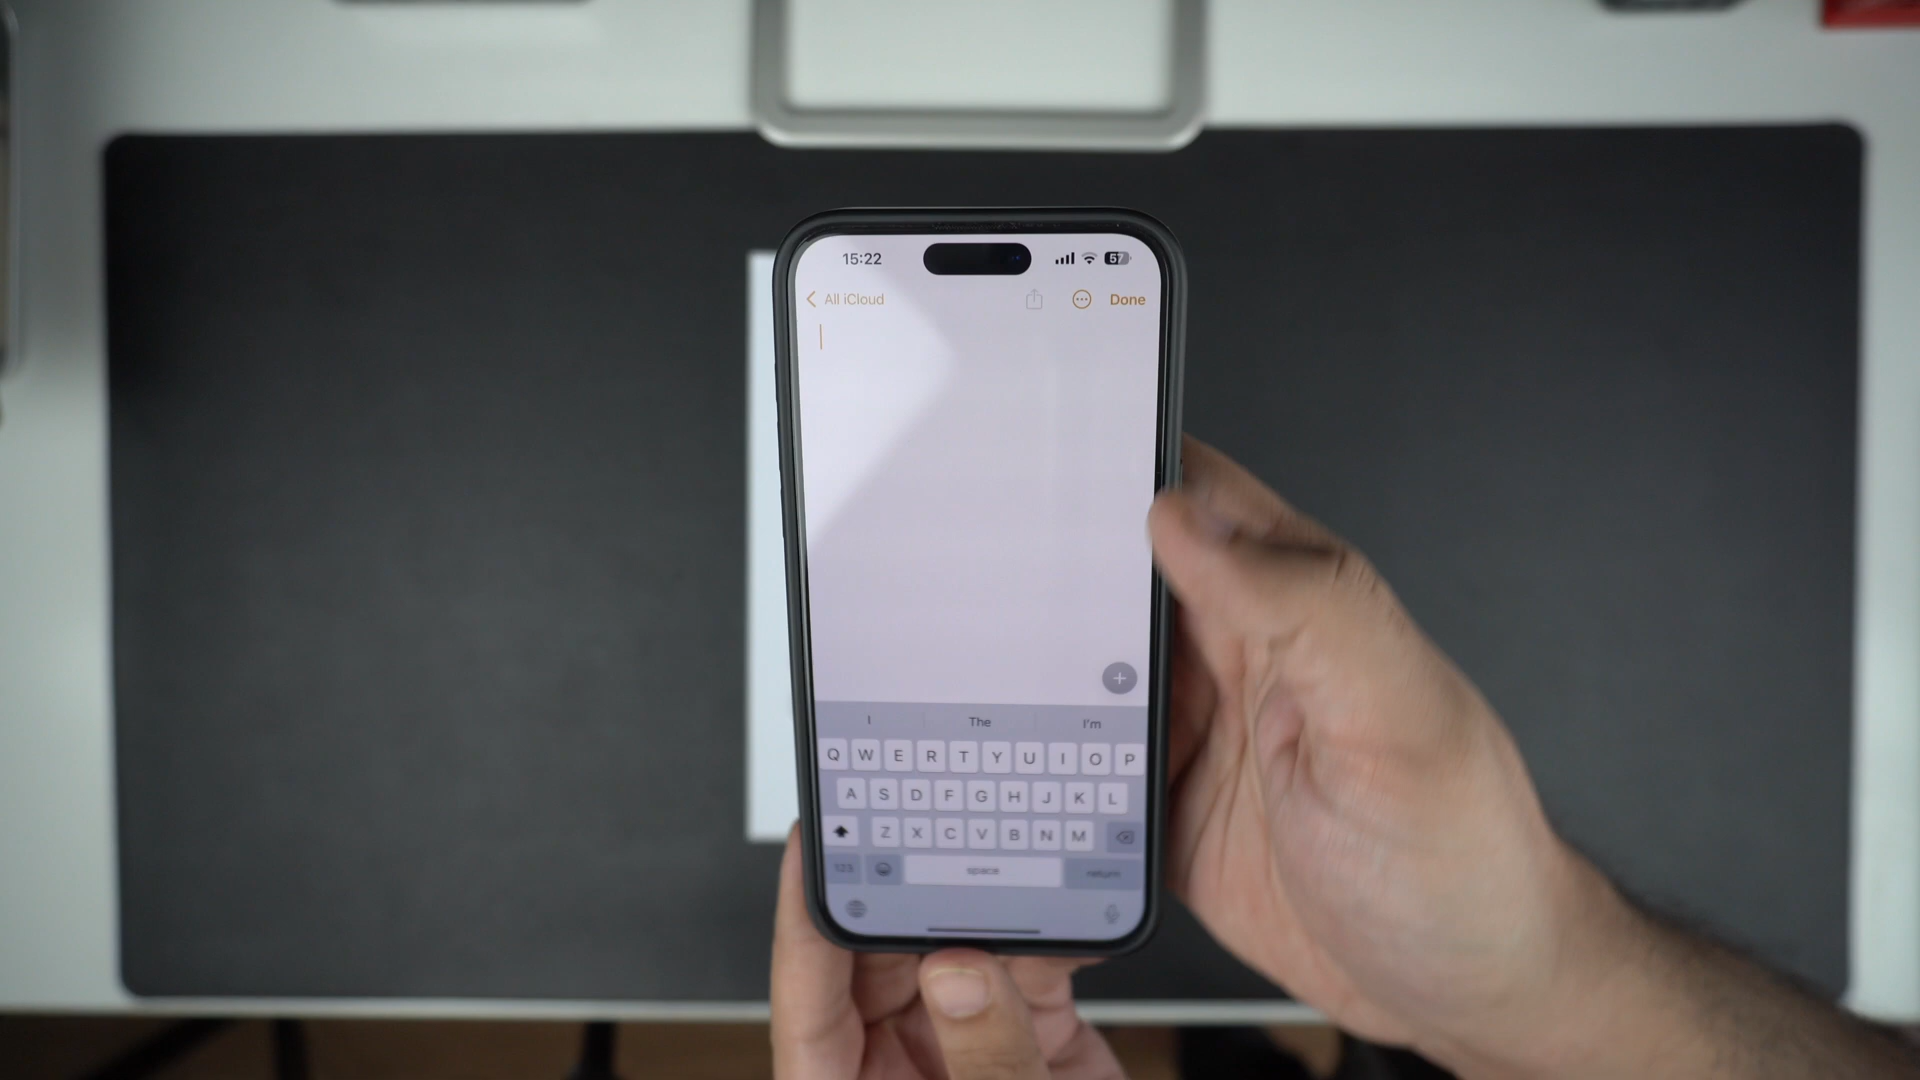 15:22 57
All iCloud Done
I The I'm
Q W E R T Y U I O P
A S D F G H J K L
Z X C V B N M
123 space return